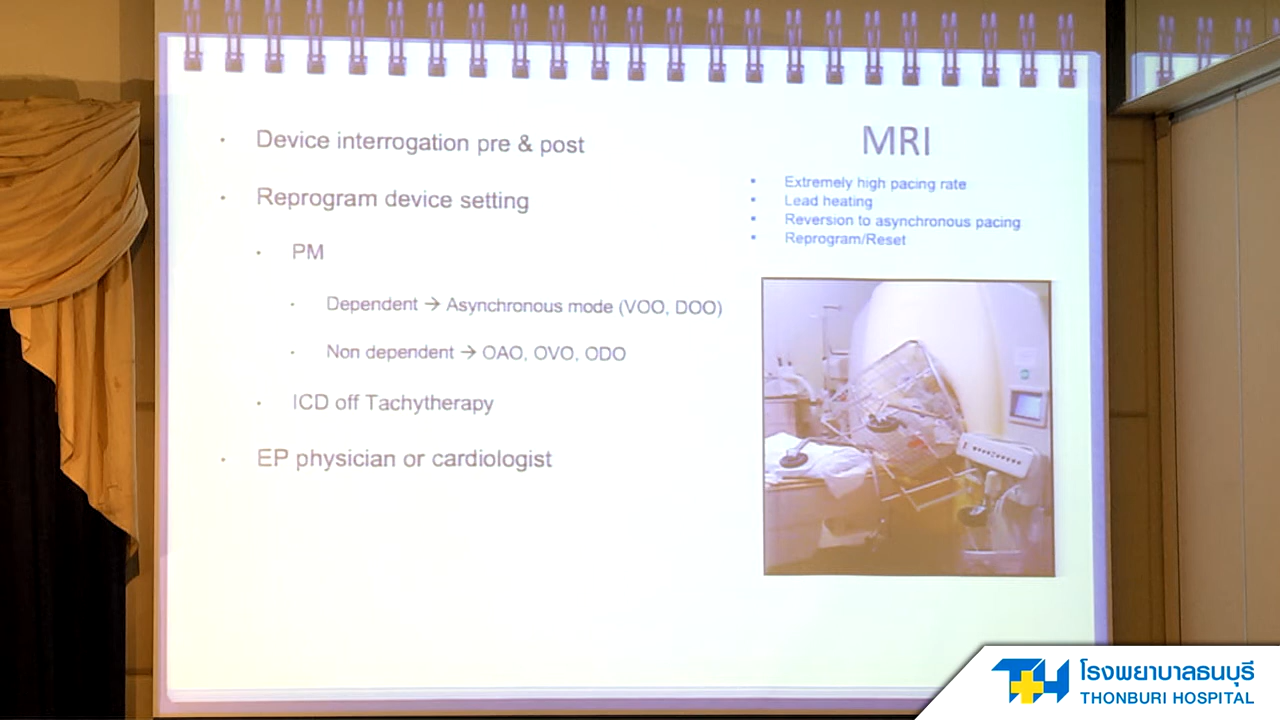 Device interrogation pre & post
Reprogram device setting
PM
Dependent → Asynchronous mode (VOO, DOO)
Non dependent → OAO, OVO, ODO
ICD off Tachytherapy
EP physician or cardiologist
MRI
Extremely high pacing rate
Lead heating
Reversion to asynchronous pacing
Reprogram/Reset
TH
โรงพยาบาลธนบุรี
THONBURI HOSPITAL